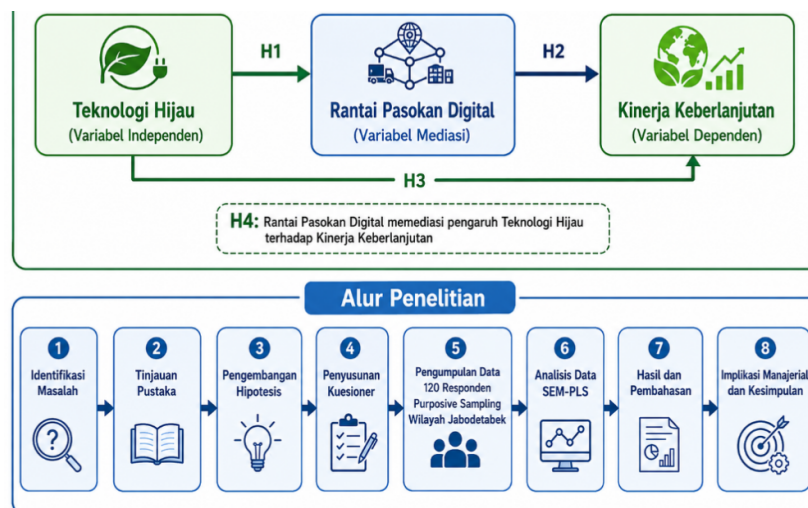 H1
H2
Teknologi Hijau
(Variabel Independen)
Rantai Pasokan Digital
(Variabel Mediasi)
Kinerja Keberlanjutan
(Variabel Dependen)
H3
H4: Rantai Pasokan Digital memediasi pengaruh Teknologi Hijau
terhadap Kinerja Keberlanjutan
Alur Penelitian
1
Identifikasi
Masalah
?
2
Tinjauan
Pustaka
3
Pengembangan
Hipotesis
4
Penyusunan
Kuesioner
5
Pengumpulan Data
120 Responden
Purposive Sampling
Wilayah Jabodetabek
6
Analisis Data
SEM-PLS
7
Hasil dan
Pembahasan
8
Implikasi Manajerial
dan Kesimpulan